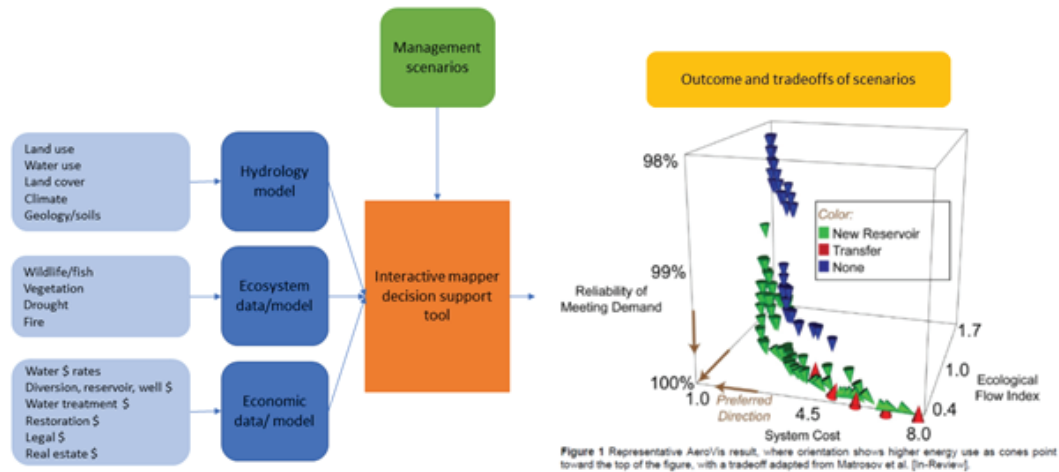 Management
scenarios
Outcome and tradeoffs of scenarios
Land use
Water use
Land cover
Climate
Geology/soils
Hydrology
model
Wildlife/fish
Vegetation
Drought
Fire
Ecosystem
data/model
Water $ rates
Diversion, reservoir, well $
Water treatment $
Restoration $
Legal $
Real estate $
Economic
data/ model
Interactive mapper
decision support
tool
98%
99%
100%
Reliability of
Meeting Demand
Color:
New Reservoir
Transfer
None
1.7
1.0
0.4
Ecological
Flow Index
Preferred
Direction
1.0
4.5
8.0
System Cost
Figure 1 Representative AeroVis result, where orientation shows higher energy use as cones point
toward the top of the figure, with a tradeoff adapted from Matrosov et al. [In-Review].